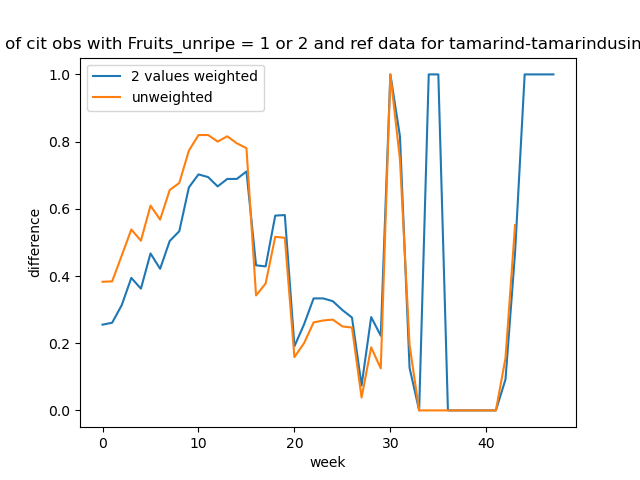 of cit obs with Fruits_unripe = 1 or 2 and ref data for tamarind-tamarindusin
2 values weighted
unweighted
1.0
0.8
0.6
0.4
0.2
0.0
difference
0 10 20 30 40
week